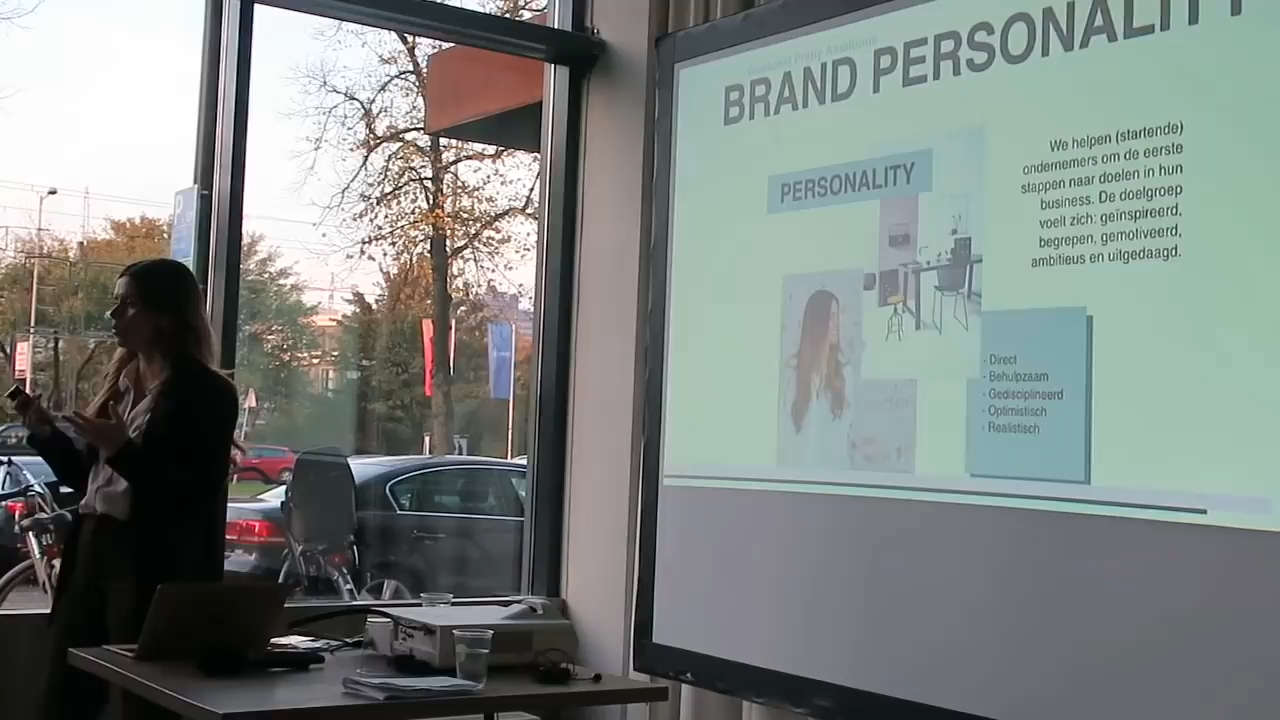 BRAND PERSONALITY
PERSONALITY
We helpen (startende)
ondernemers om de eerste
stappen naar doelen in hun
business. De doelgroep
voelt zich: geïnspireerd,
begrepen, gemotiveerd,
ambitieus en uitgedaagd.
- Direct
- Behulpzaam
- Gedisciplineerd
- Optimistisch
- Realistisch
P